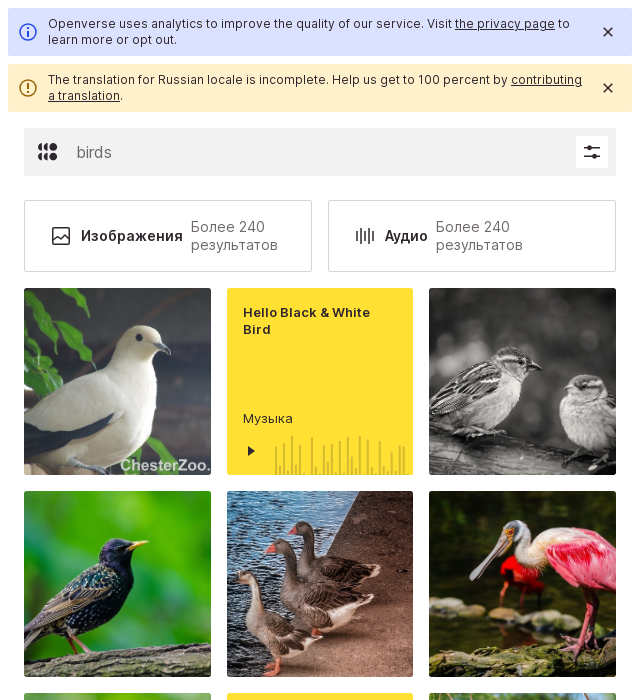 Openverse uses analytics to improve the quality of our service. Visit the privacy page to
learn more or opt out.
The translation for Russian locale is incomplete. Help us get to 100 percent by contributing
a translation.
birds
Изображения
Более 240
результатов
Аудио
Более 240
результатов
Hello Black & White
Bird
Музыка
ChesterZoo.